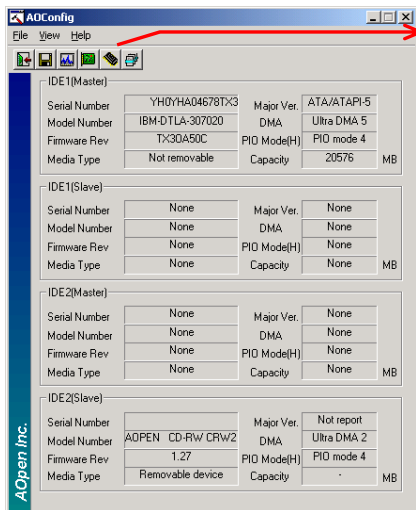 AOConfig
File View Help
IDE1(Master)
Serial Number YH0YHA04678TX3 Major Ver. ATA/ATAPI-5
Model Number IBM-DTLA-307020 DMA Ultra DMA 5
Firmware Rev TX3OA50C PIO Mode(H) PIO mode 4
Media Type Not removable Capacity 20576 MB
IDE1(Slave)
Serial Number None Major Ver. None
Model Number None DMA None
Firmware Rev None PIO Mode(H) None
Media Type None Capacity None MB
IDE2(Master)
Serial Number None Major Ver. None
Model Number None DMA None
Firmware Rev None PIO Mode(H) None
Media Type None Capacity None MB
IDE2(Slave)
Serial Number Major Ver. Not report
Model Number AOPEN CD-RW CRW2 DMA Ultra DMA 2
Firmware Rev 1.27 PIO Mode(H) PIO mode 4
Media Type Removable device Capacity - MB
AOpen Inc.